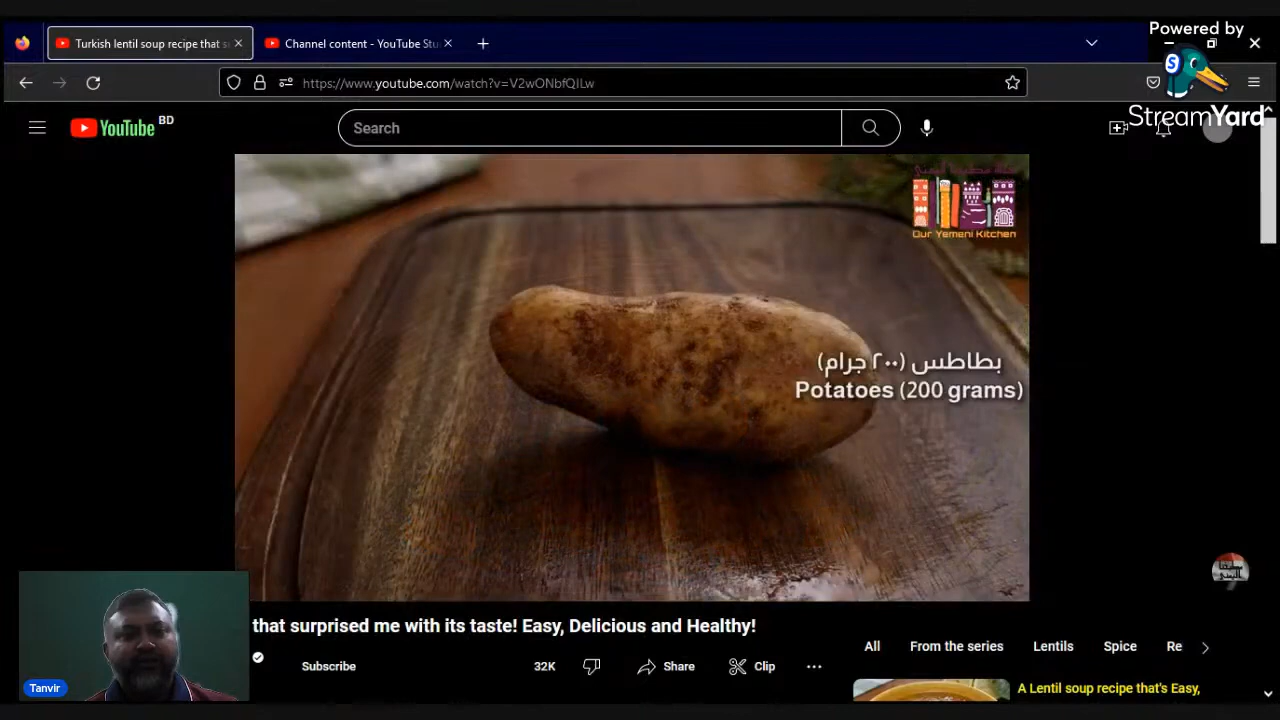 Powered by
StreamYard
Turkish lentil soup recipe that s
Channel content - YouTube Stu
https://www.youtube.com/watch?v=V2wONbfQILw
YouTube BD
Search
Our Yemeni Kitchen
بطاطس (٢٠٠ جرام)
Potatoes (200 grams)
that surprised me with its taste! Easy, Delicious and Healthy!
Subscribe
32K
Share
Clip
All
From the series
Lentils
Spice
Re
A Lentil soup recipe that's Easy,
Tanvir